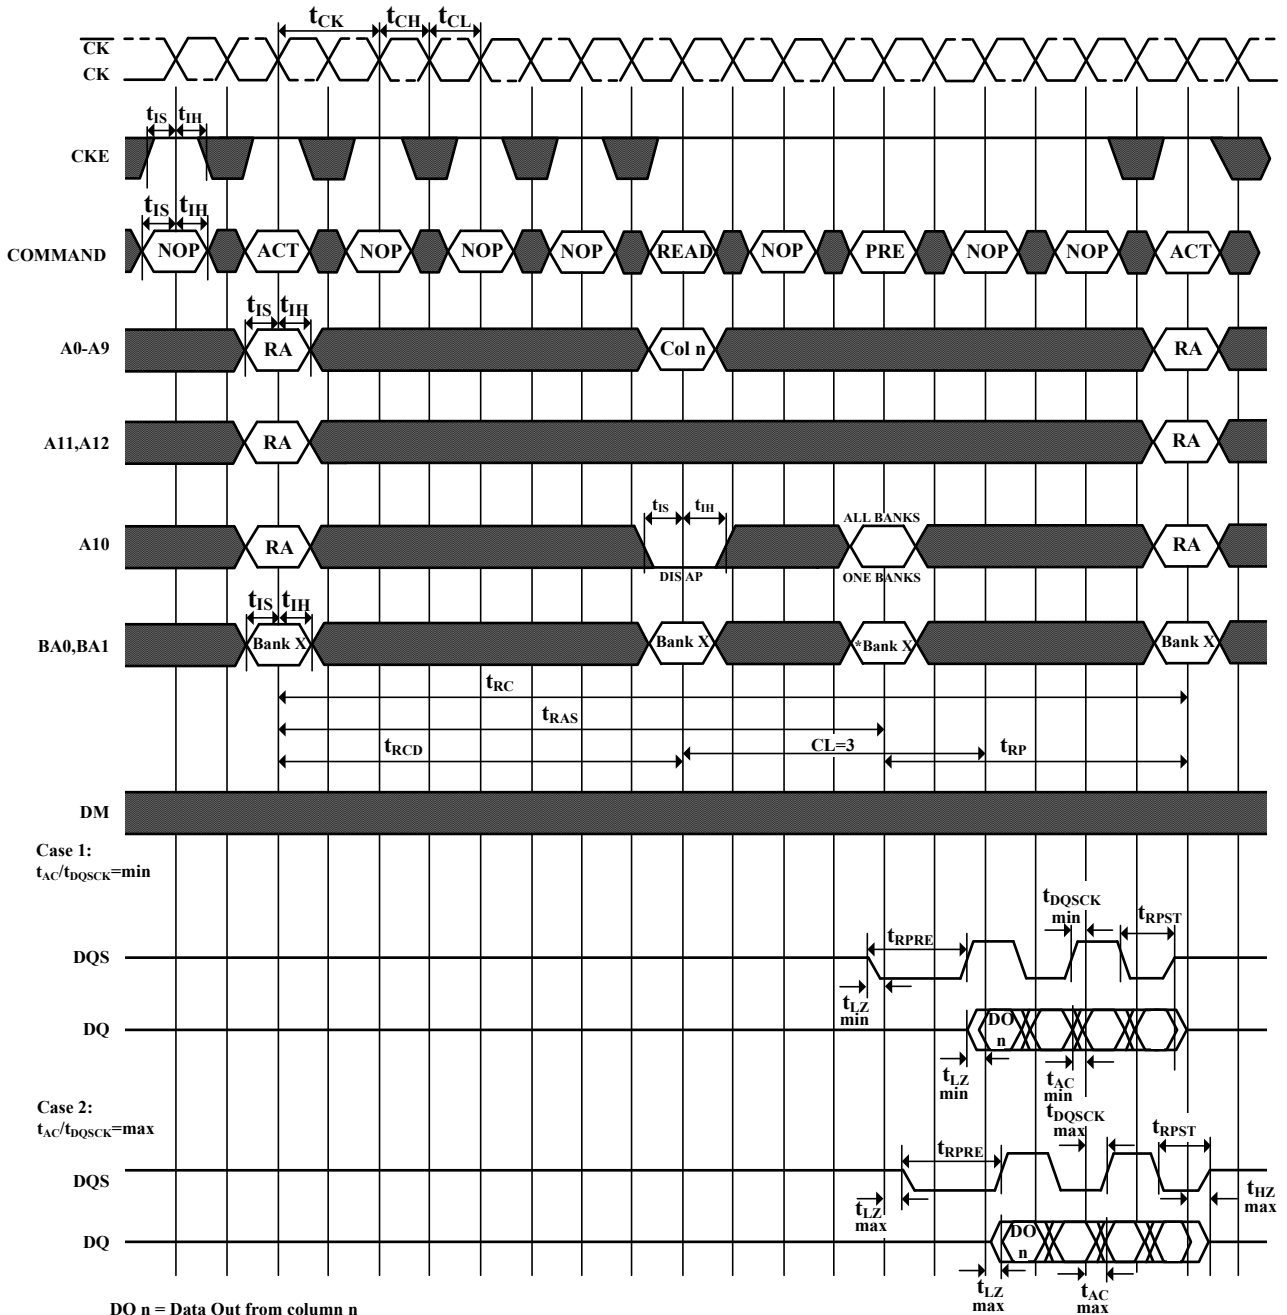 tCK tCH tCL
CK
CK
tIS tIH
CKE
tIS tIH
COMMAND NOP ACT NOP NOP NOP READ NOP PRE NOP NOP ACT
tIS tIH
A0-A9 RA Col n RA
A11,A12 RA RA
tIS tIH
ALL BANKS
A10 RA RA
DIS AP ONE BANKS
tIS tIH
BA0,BA1 Bank X Bank X *Bank X Bank X
tRC
tRAS
tRCD CL=3 tRP
DM
Case 1:
tAC/tDQSCK=min
tDQSCK
min
tRPST
tRPRE
DQS
tLZ
min
DQ
DO
n
tLZ
min
tAC
min
Case 2:
tAC/tDQSCK=max
tDQSCK
max
tRPST
tRPRE
DQS
tLZ
max
tHZ
max
DQ
DO
n
tLZ
max
tAC
max
DO n = Data Out from column n